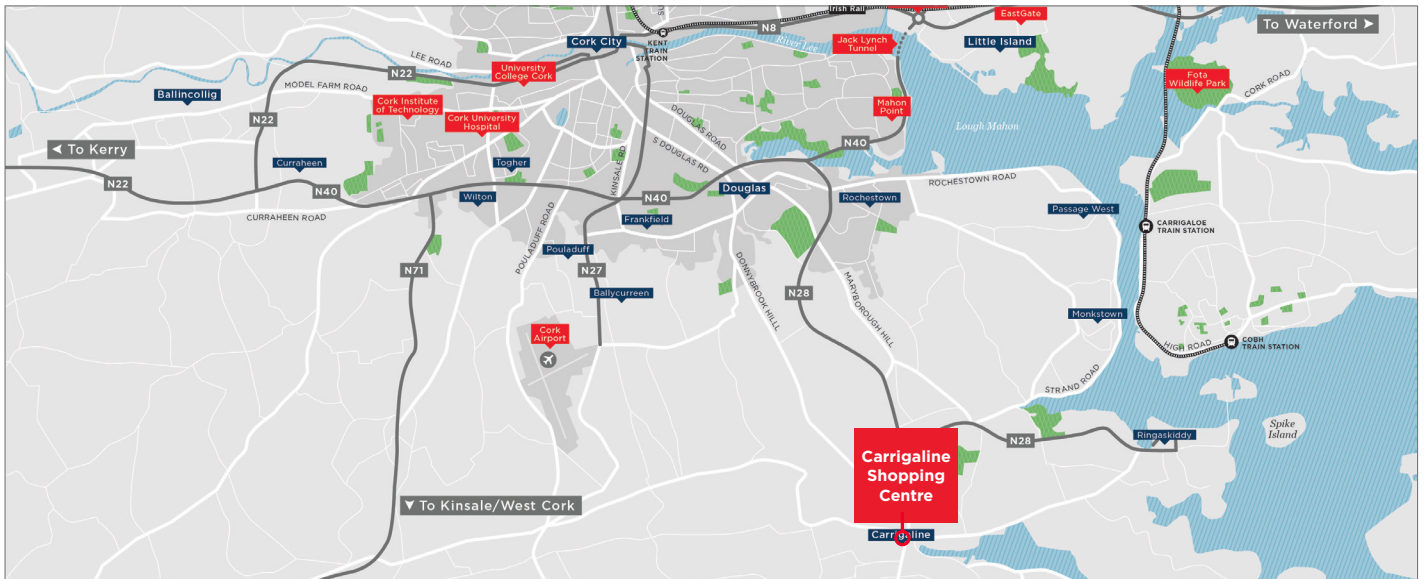 Irish Rail
EastGate
To Waterford
N8
KENT
TRAIN
STATION
Cork City
River Lee
Jack Lynch
Tunnel
Little Island
LEE ROAD
N22
University
College Cork
Fota
Wildlife Park
CORK ROAD
MODEL FARM ROAD
Ballincollig
Cork Institute
of Technology
Cork University
Hospital
DOUGLAS ROAD
Mahon
Point
Lough Mahon
N22
To Kerry
S DOUGLAS RD
N40
Curraheen
Togher
KINSALE RD
N22
N40
Wilton
N40
Douglas
Rochestown
ROCHESTOWN ROAD
Passage West
CURRAHEEN ROAD
Frankfield
CARRIGALOE
TRAIN STATION
POULADUFF ROAD
Pouladuff
N71
N27
DONNYBROOK HILLL
Ballycurreen
N28
MARYBOROUGH HILL
Monkstown
Cork
Airport
HIGH ROAD
COBH
TRAIN STATION
STRAND ROAD
Spike
Island
Ringaskiddy
N28
Carrigaline
Shopping
Centre
To Kinsale/West Cork
Carrigaline